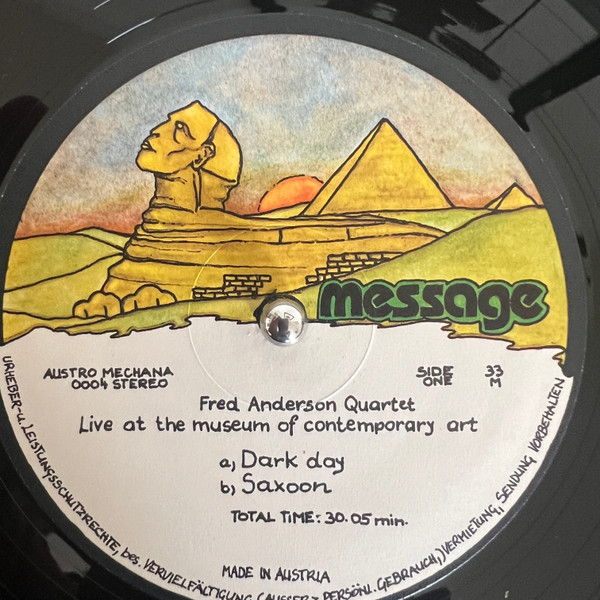 message
AUSTRO MECHANA
0004 STEREO
SIDE ONE
33 M
Fred Anderson Quartet
Live at the museum of contemporary art
a) Dark day
b) Saxoon
TOTAL TIME: 30.05 min.
MADE IN AUSTRIA
URHEBER-U. LEISTUNGSSCHUTZRECHTE, bes. VERVIELFÄLTIGUNG (AUSSER z. PERSÖNL. GEBRAUCH,) VERMIETUNG, SENDUNG VORBEHALTEN